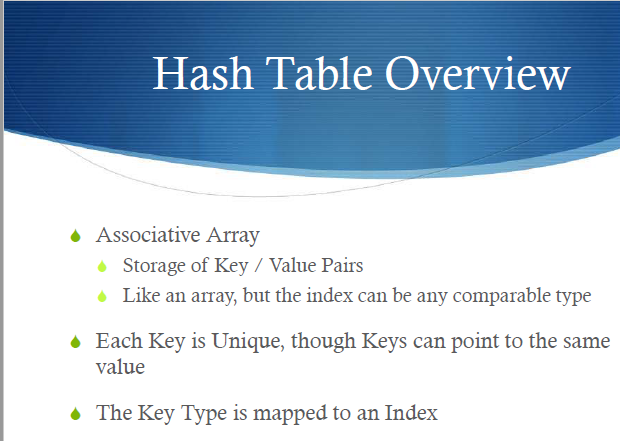 Hash Table Overview
Associative Array
Storage of Key / Value Pairs
Like an array, but the index can be any comparable type
Each Key is Unique, though Keys can point to the same
value
The Key Type is mapped to an Index